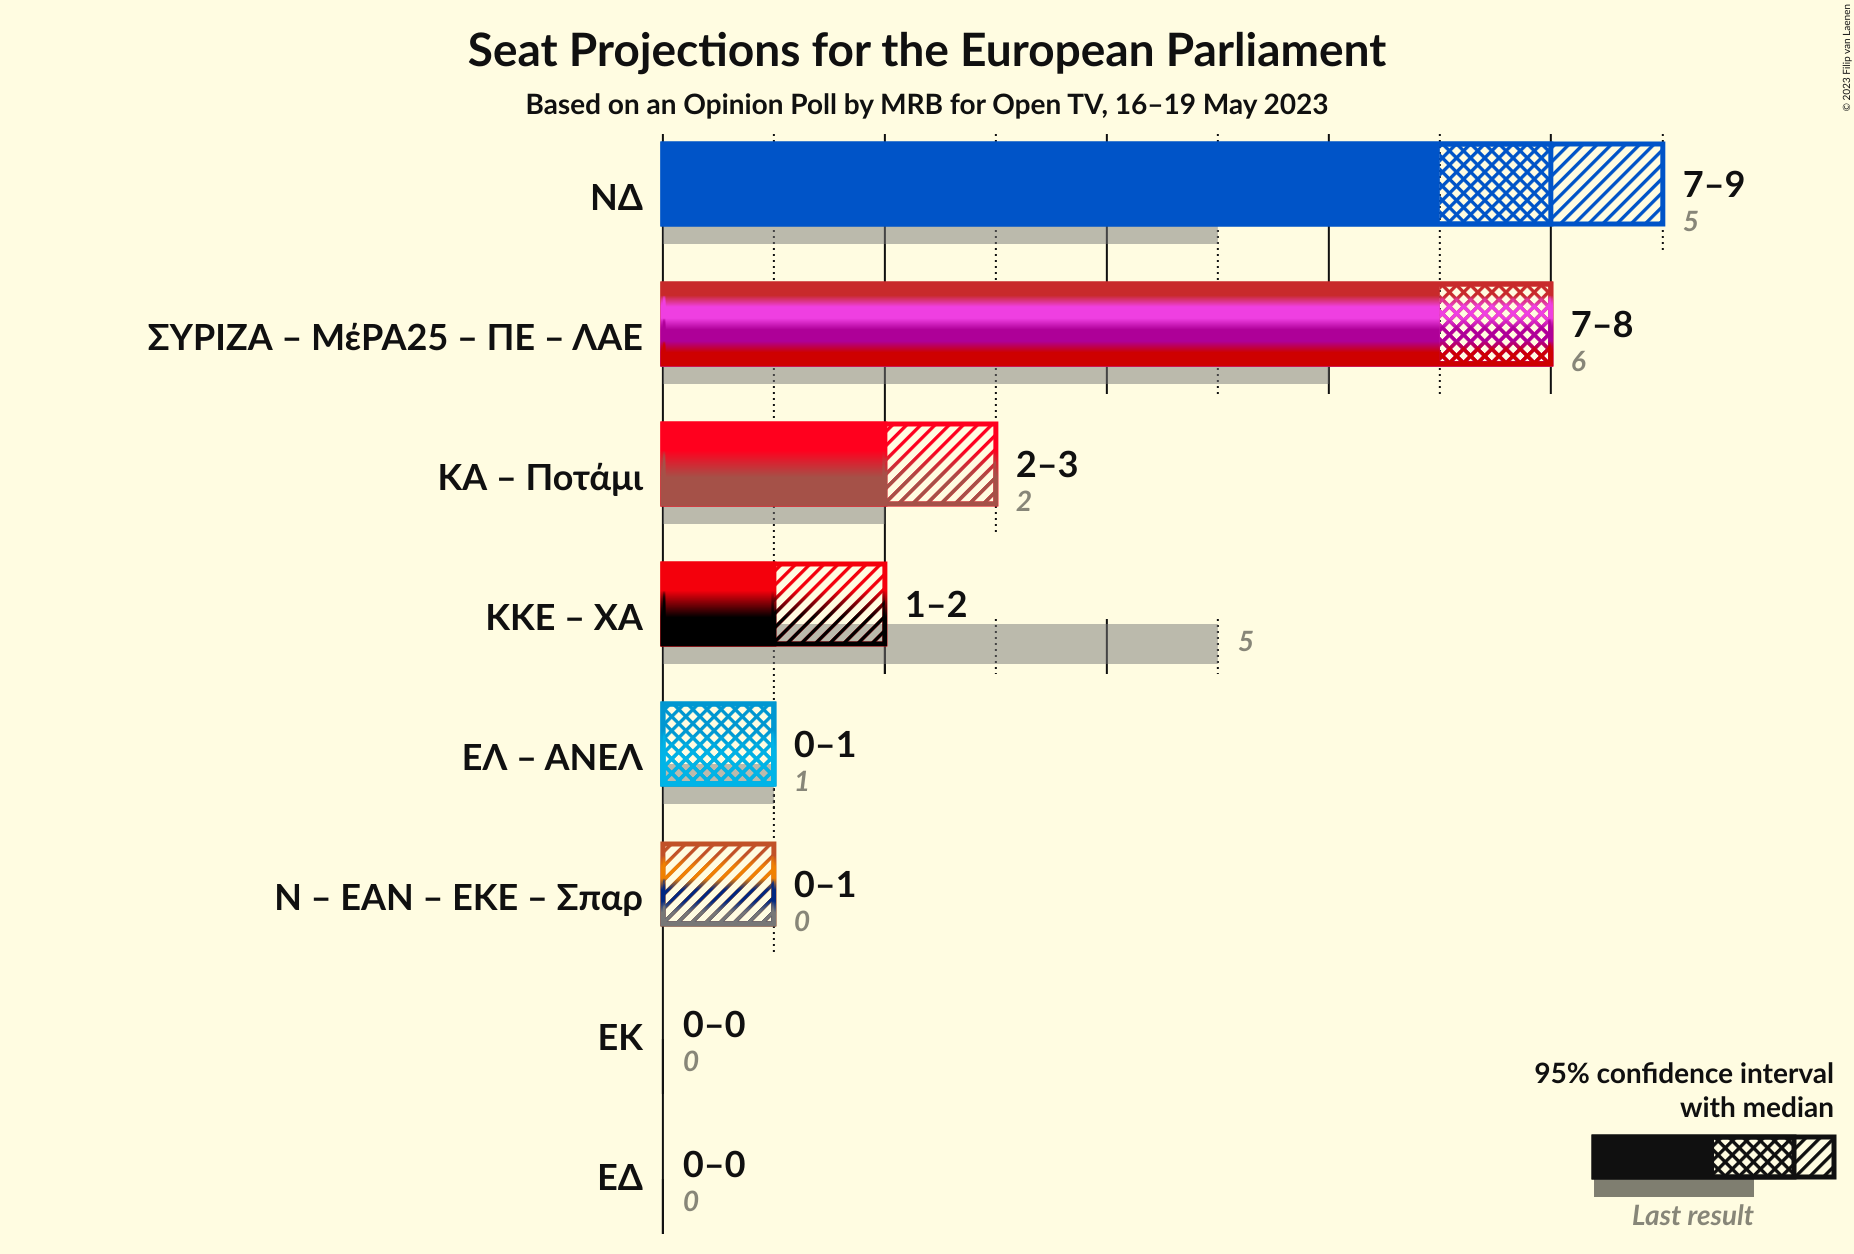 Seat Projections for the European Parliament
Based on an Opinion Poll by MRB for Open TV, 16–19 May 2023
© 2023 Filip van Laenen
ΝΔ
7–9
5
ΣΥΡΙΖΑ – ΜέΡΑ25 – ΠΕ – ΛΑΕ
7–8
6
ΚΑ – Ποτάμι
2–3
2
ΚΚΕ – ΧΑ
1–2
5
ΕΛ – ΑΝΕΛ
0–1
1
Ν – ΕΑΝ – ΕΚΕ – Σπαρ
0–1
0
ΕΚ
0–0
0
ΕΔ
0–0
0
95% confidence interval
with median
Last result